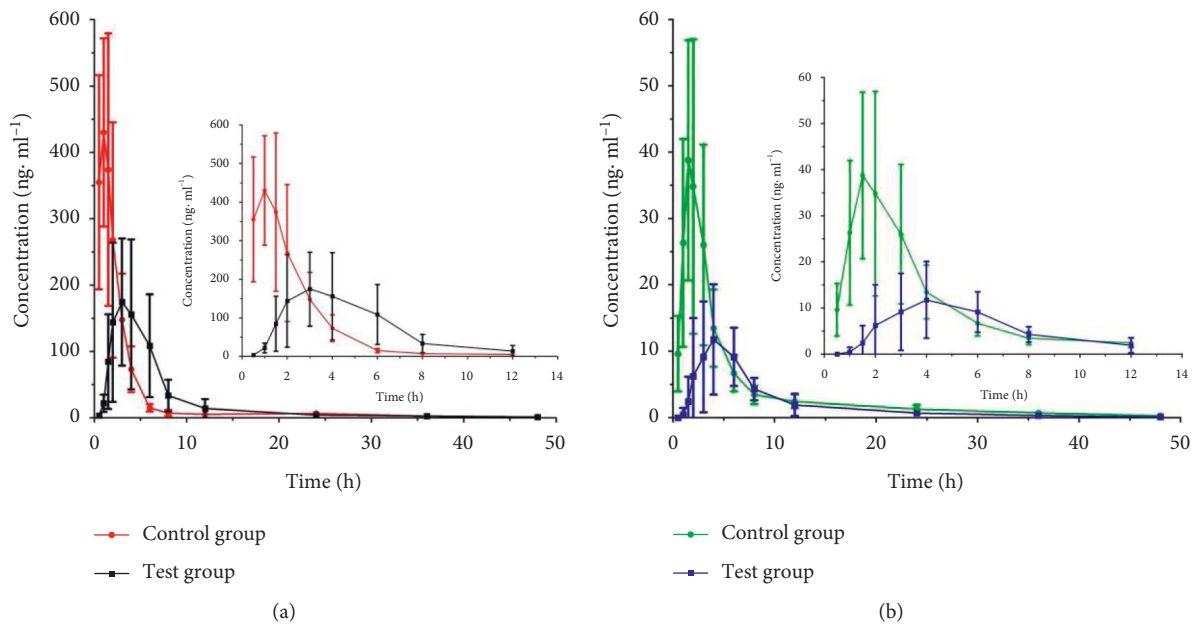 600
500
400
300
200
100
0
Concentration (ng· ml⁻¹)
0 10 20 30 40 50
Time (h)
600
500
400
300
200
100
0
Concentration (ng· ml⁻¹)
0 2 4 6 8 10 12 14
Time (h)
Control group
Test group
(a)
60
50
40
30
20
10
0
Concentration (ng· ml⁻¹)
0 10 20 30 40 50
Time (h)
60
50
40
30
20
10
0
Concentration (ng· ml⁻¹)
0 2 4 6 8 10 12 14
Time (h)
Control group
Test group
(b)